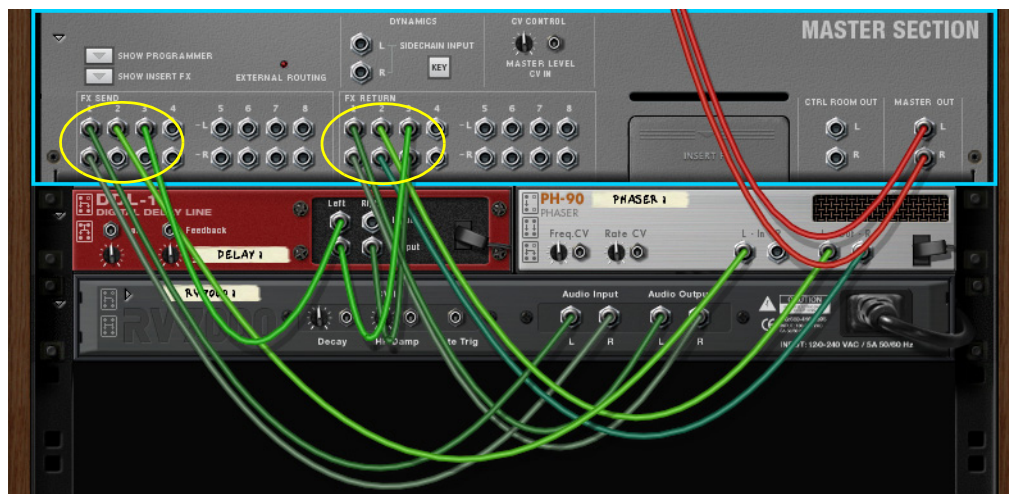 DYNAMICS
CV CONTROL
MASTER SECTION
SHOW PROGRAMMER
SHOW INSERT FX
EXTERNAL ROUTING
L
R
SIDECHAIN INPUT
KEY
MASTER LEVEL
CV IN
FX SEND
1 2 3 4 5 6 7 8
L
R
FX RETURN
1 2 3 4 5 6 7 8
L
R
INSERT
CTRL ROOM OUT
L
R
MASTER OUT
L
R
DIGITAL DELAY LINE
Feedback
DELAY 1
Left
PH-90
PHASER
PHASER 1
Freq.CV
Rate CV
L - In
R
RV7000 1
Decay
Audio Input
L R
Audio Output
L R
CAUTION
INPUT: 120-240 VAC / 5A 50/60 Hz